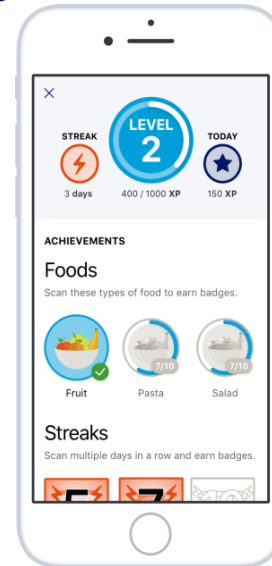 LEVEL
2
STREAK
TODAY
3 days
400 / 1000 XP
150 XP
ACHIEVEMENTS
Foods
Scan these types of food to earn badges.
7/10
7/10
Fruit
Pasta
Salad
Streaks
Scan multiple days in a row and earn badges.